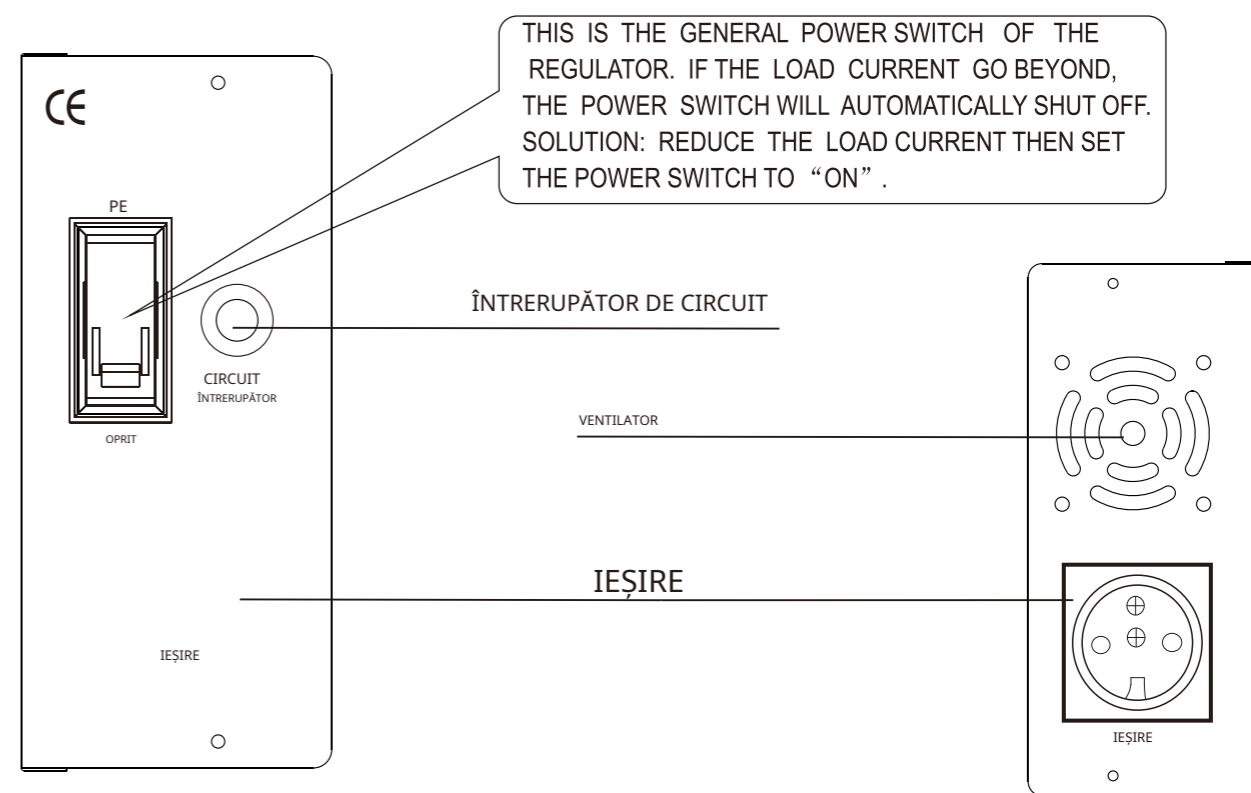 THIS IS THE GENERAL POWER SWITCH OF THE
REGULATOR. IF THE LOAD CURRENT GO BEYOND,
THE POWER SWITCH WILL AUTOMATICALLY SHUT OFF.
SOLUTION: REDUCE THE LOAD CURRENT THEN SET
THE POWER SWITCH TO “ON”.
CE
PE
ÎNTRERUPĂTOR DE CIRCUIT
CIRCUIT
ÎNTRERUPĂTOR
OPRIT
VENTILATOR
IEȘIRE
IEȘIRE
IEȘIRE